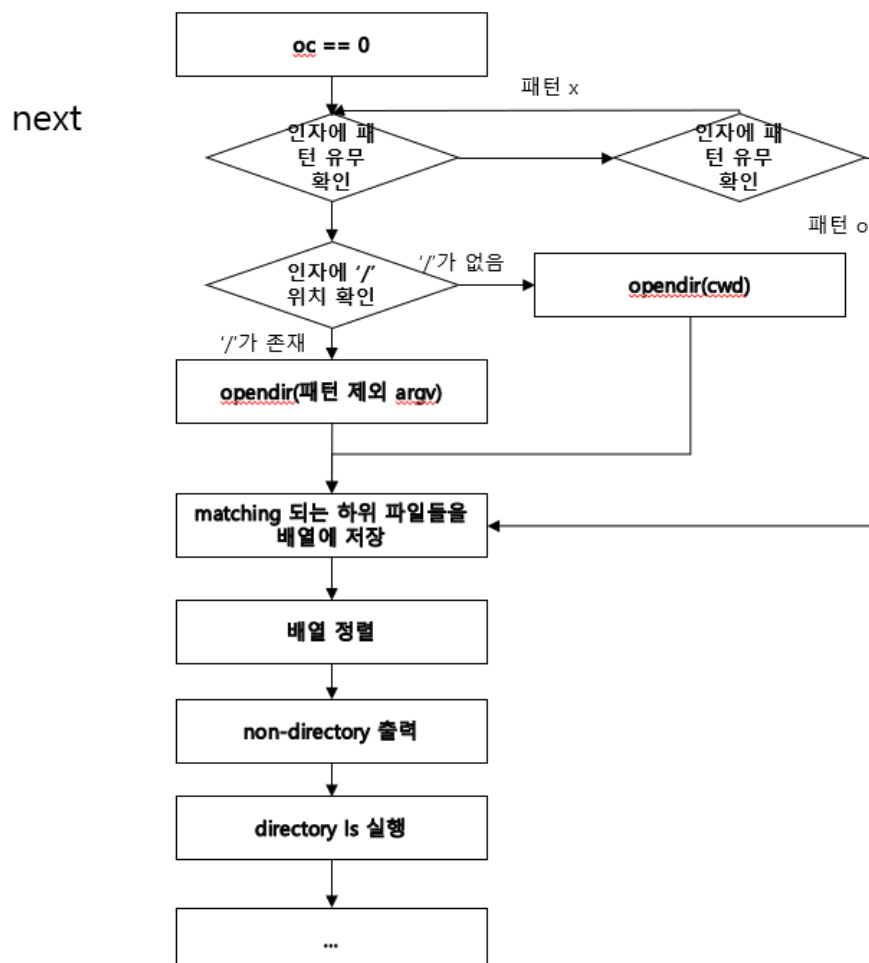 oc == 0
패턴 x
next
인자에 패
턴 유무
확인
인자에 패
턴 유무
확인
패턴 o
인자에 ‘/’
위치 확인
‘/’가 없음
opendir(cwd)
‘/’가 존재
opendir(패턴 제외 argv)
matching 되는 하위 파일들을
배열에 저장
배열 정렬
non-directory 출력
directory ls 실행
...